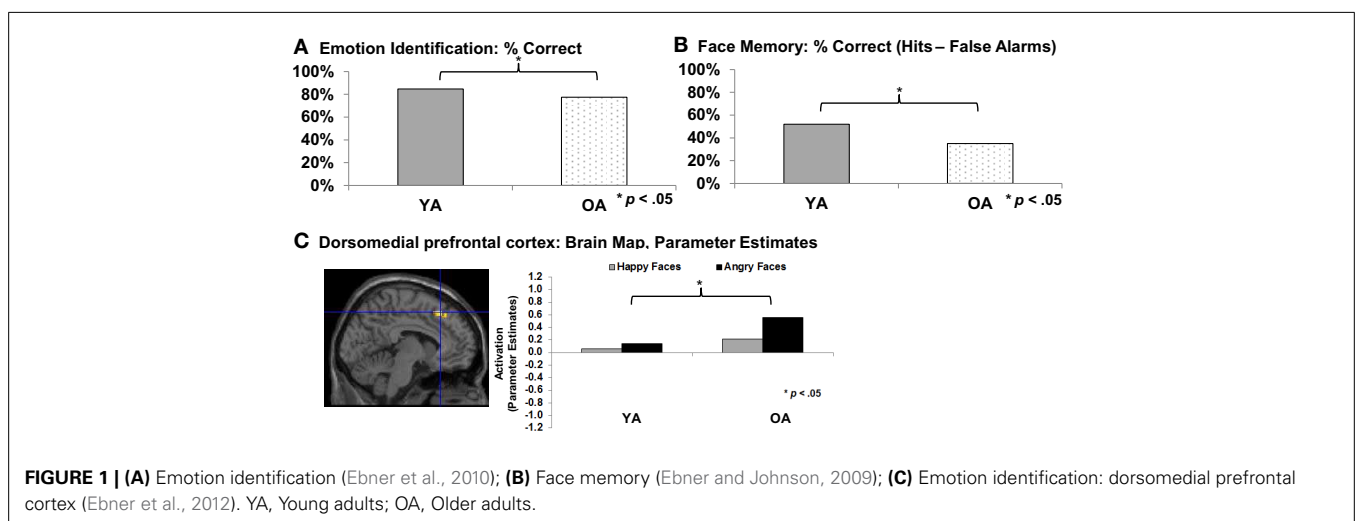 A Emotion Identification: % Correct
*
100%
80%
60%
40%
20%
0%
YA
OA
* p < .05
B Face Memory: % Correct (Hits – False Alarms)
100%
80%
60%
40%
20%
0%
*
YA
OA
* p < .05
C Dorsomedial prefrontal cortex: Brain Map, Parameter Estimates
Happy Faces
Angry Faces
Activation
(Parameter Estimates)
1.2
1.0
0.8
0.6
0.4
0.2
0.0
-0.2
-0.4
-0.6
-0.8
-1.0
-1.2
*
* p < .05
YA
OA
FIGURE 1 | (A) Emotion identification (Ebner et al., 2010); (B) Face memory (Ebner and Johnson, 2009); (C) Emotion identification: dorsomedial prefrontal
cortex (Ebner et al., 2012). YA, Young adults; OA, Older adults.